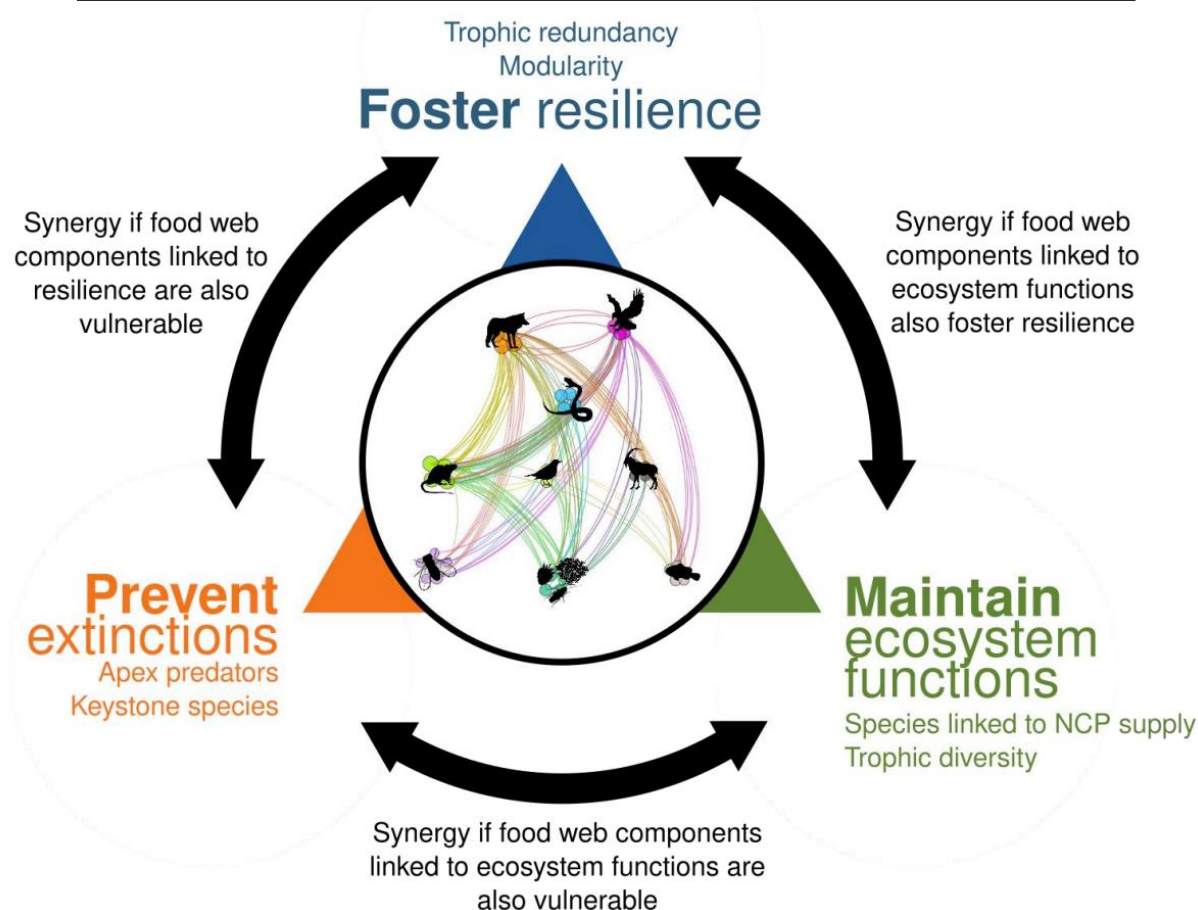 Trophic redundancy
Modularity
Foster resilience
Synergy if food web
components linked to
resilience are also
vulnerable
Synergy if food web
components linked to
ecosystem functions
also foster resilience
Prevent
extinctions
Apex predators
Keystone species
Maintain
ecosystem
functions
Species linked to NCP supply
Trophic diversity
Synergy if food web components
linked to ecosystem functions are
also vulnerable